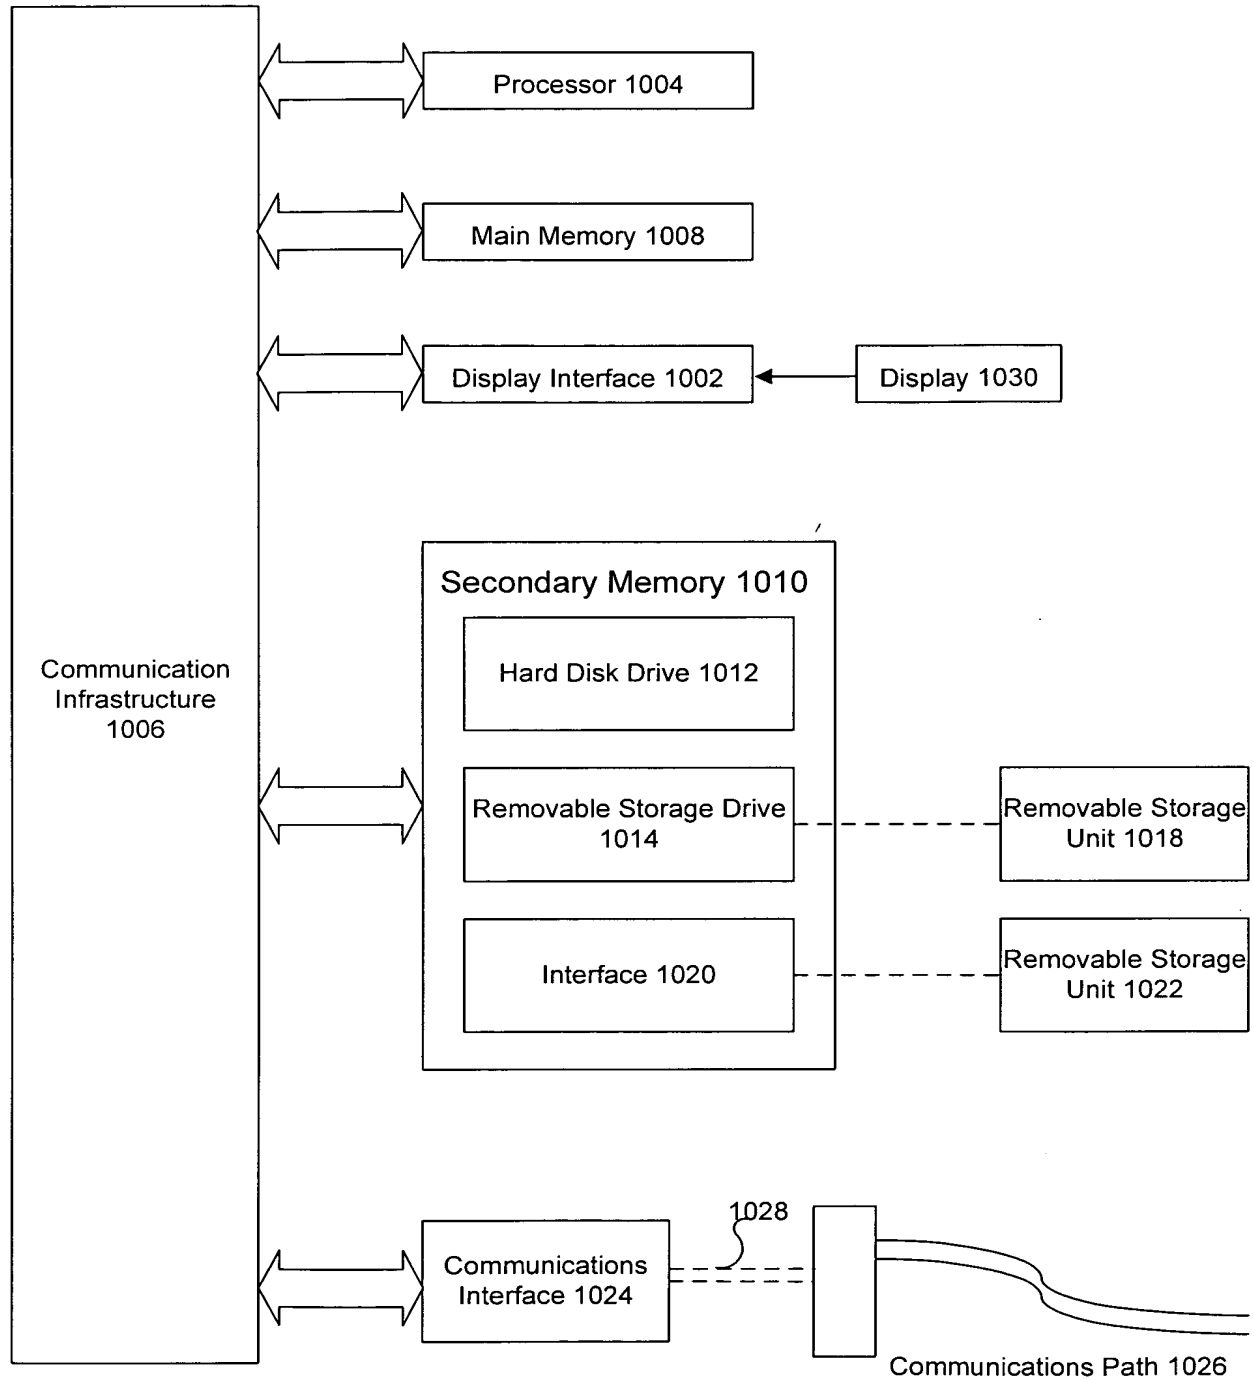 Processor 1004
Main Memory 1008
Display Interface 1002
Display 1030
Secondary Memory 1010
Hard Disk Drive 1012
Communication
Infrastructure
1006
Removable Storage Drive
1014
Removable Storage
Unit 1018
Interface 1020
Removable Storage
Unit 1022
1028
Communications
Interface 1024
Communications Path 1026